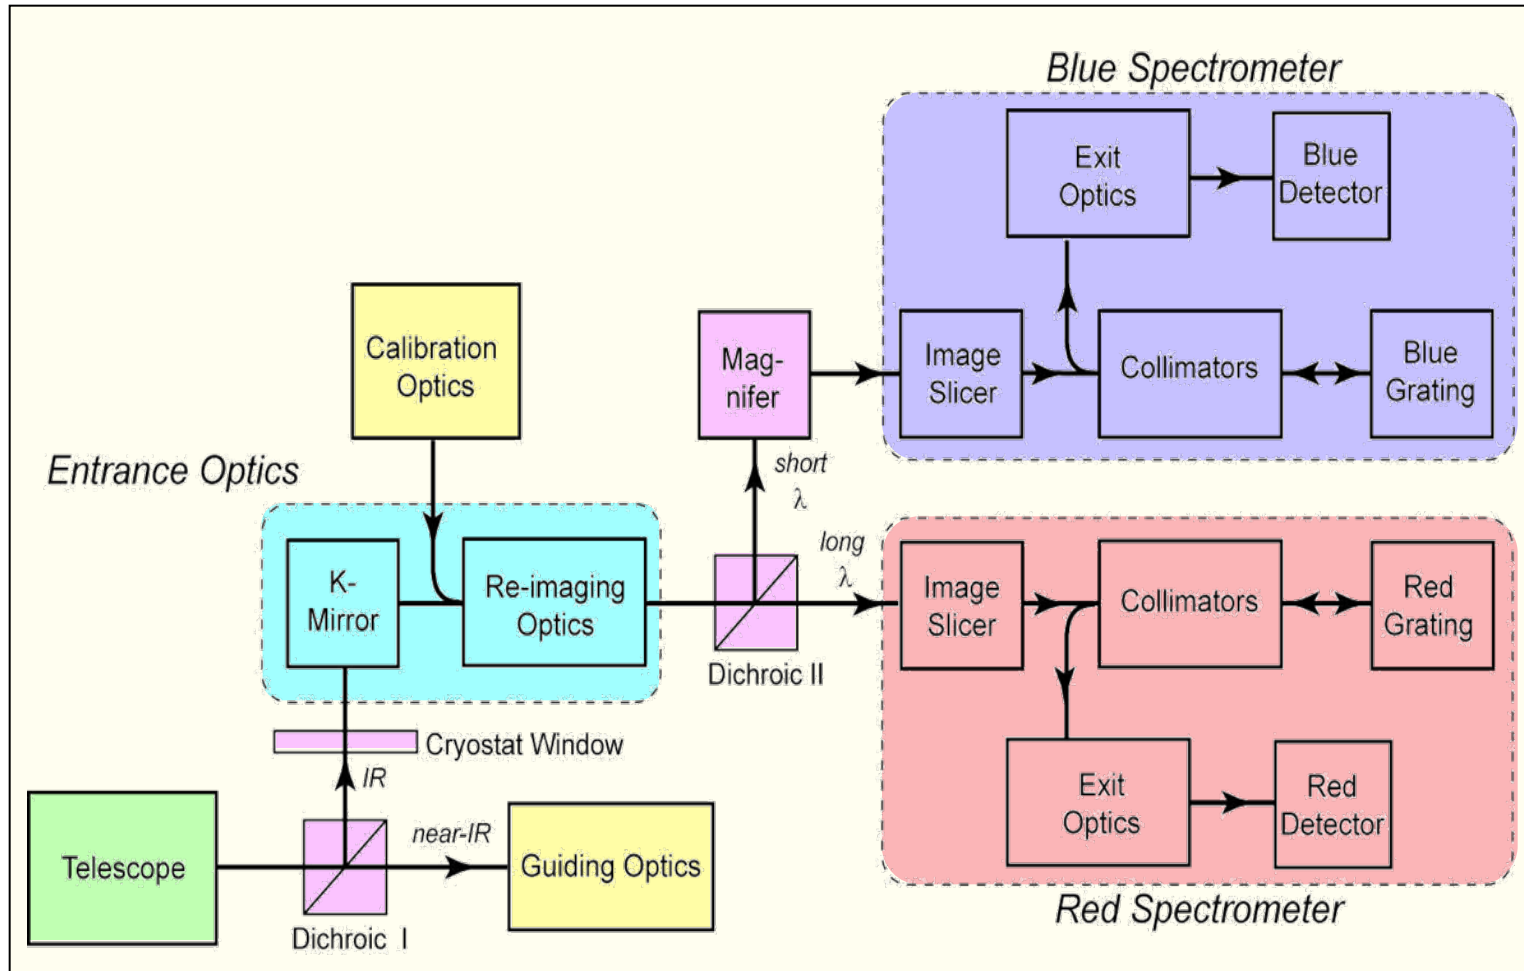 Blue Spectrometer
Exit
Optics
Blue
Detector
Calibration
Optics
Mag-
nifer
Image
Slicer
Collimators
Blue
Grating
Entrance Optics
short
λ
long
λ
K-
Mirror
Re-imaging
Optics
Image
Slicer
Collimators
Red
Grating
Dichroic II
Cryostat Window
IR
near-IR
Telescope
Guiding Optics
Exit
Optics
Red
Detector
Dichroic I
Red Spectrometer